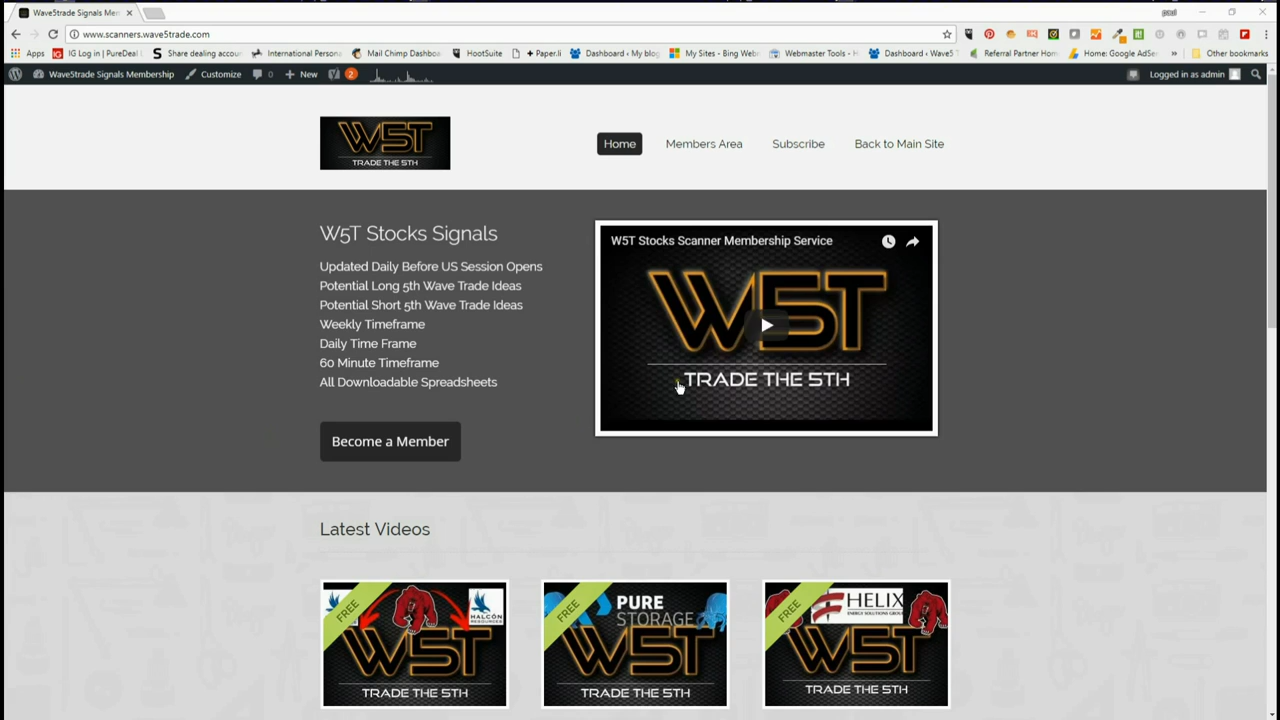 Wave5trade Signals Mem
paul
www.scanners.wave5trade.com
Apps
IG Log in | PureDeal
Share dealing accou
International Person
Mail Chimp Dashbo
HootSuite
+ Paper.li
Dashboard ‹ My blog
My Sites - Bing Web
Webmaster Tools - H
Dashboard ‹ Wave5 T
Referral Partner Hom
Home: Google AdSen
Other bookmarks
Wave5trade Signals Membership
Customize
0
New
2
Logged in as admin
W5T
TRADE THE 5TH
Home
Members Area
Subscribe
Back to Main Site
W5T Stocks Signals
Updated Daily Before US Session Opens
Potential Long 5th Wave Trade Ideas
Potential Short 5th Wave Trade Ideas
Weekly Timeframe
Daily Time Frame
60 Minute Timeframe
All Downloadable Spreadsheets
Become a Member
W5T Stocks Scanner Membership Service
W5T
TRADE THE 5TH
Latest Videos
FREE
HALCÓN
RESOURCES
W5T
TRADE THE 5TH
FREE
PURE
STORAGE
W5T
TRADE THE 5TH
FREE
HELIX
ENERGY SOLUTIONS GROUP
W5T
TRADE THE 5TH